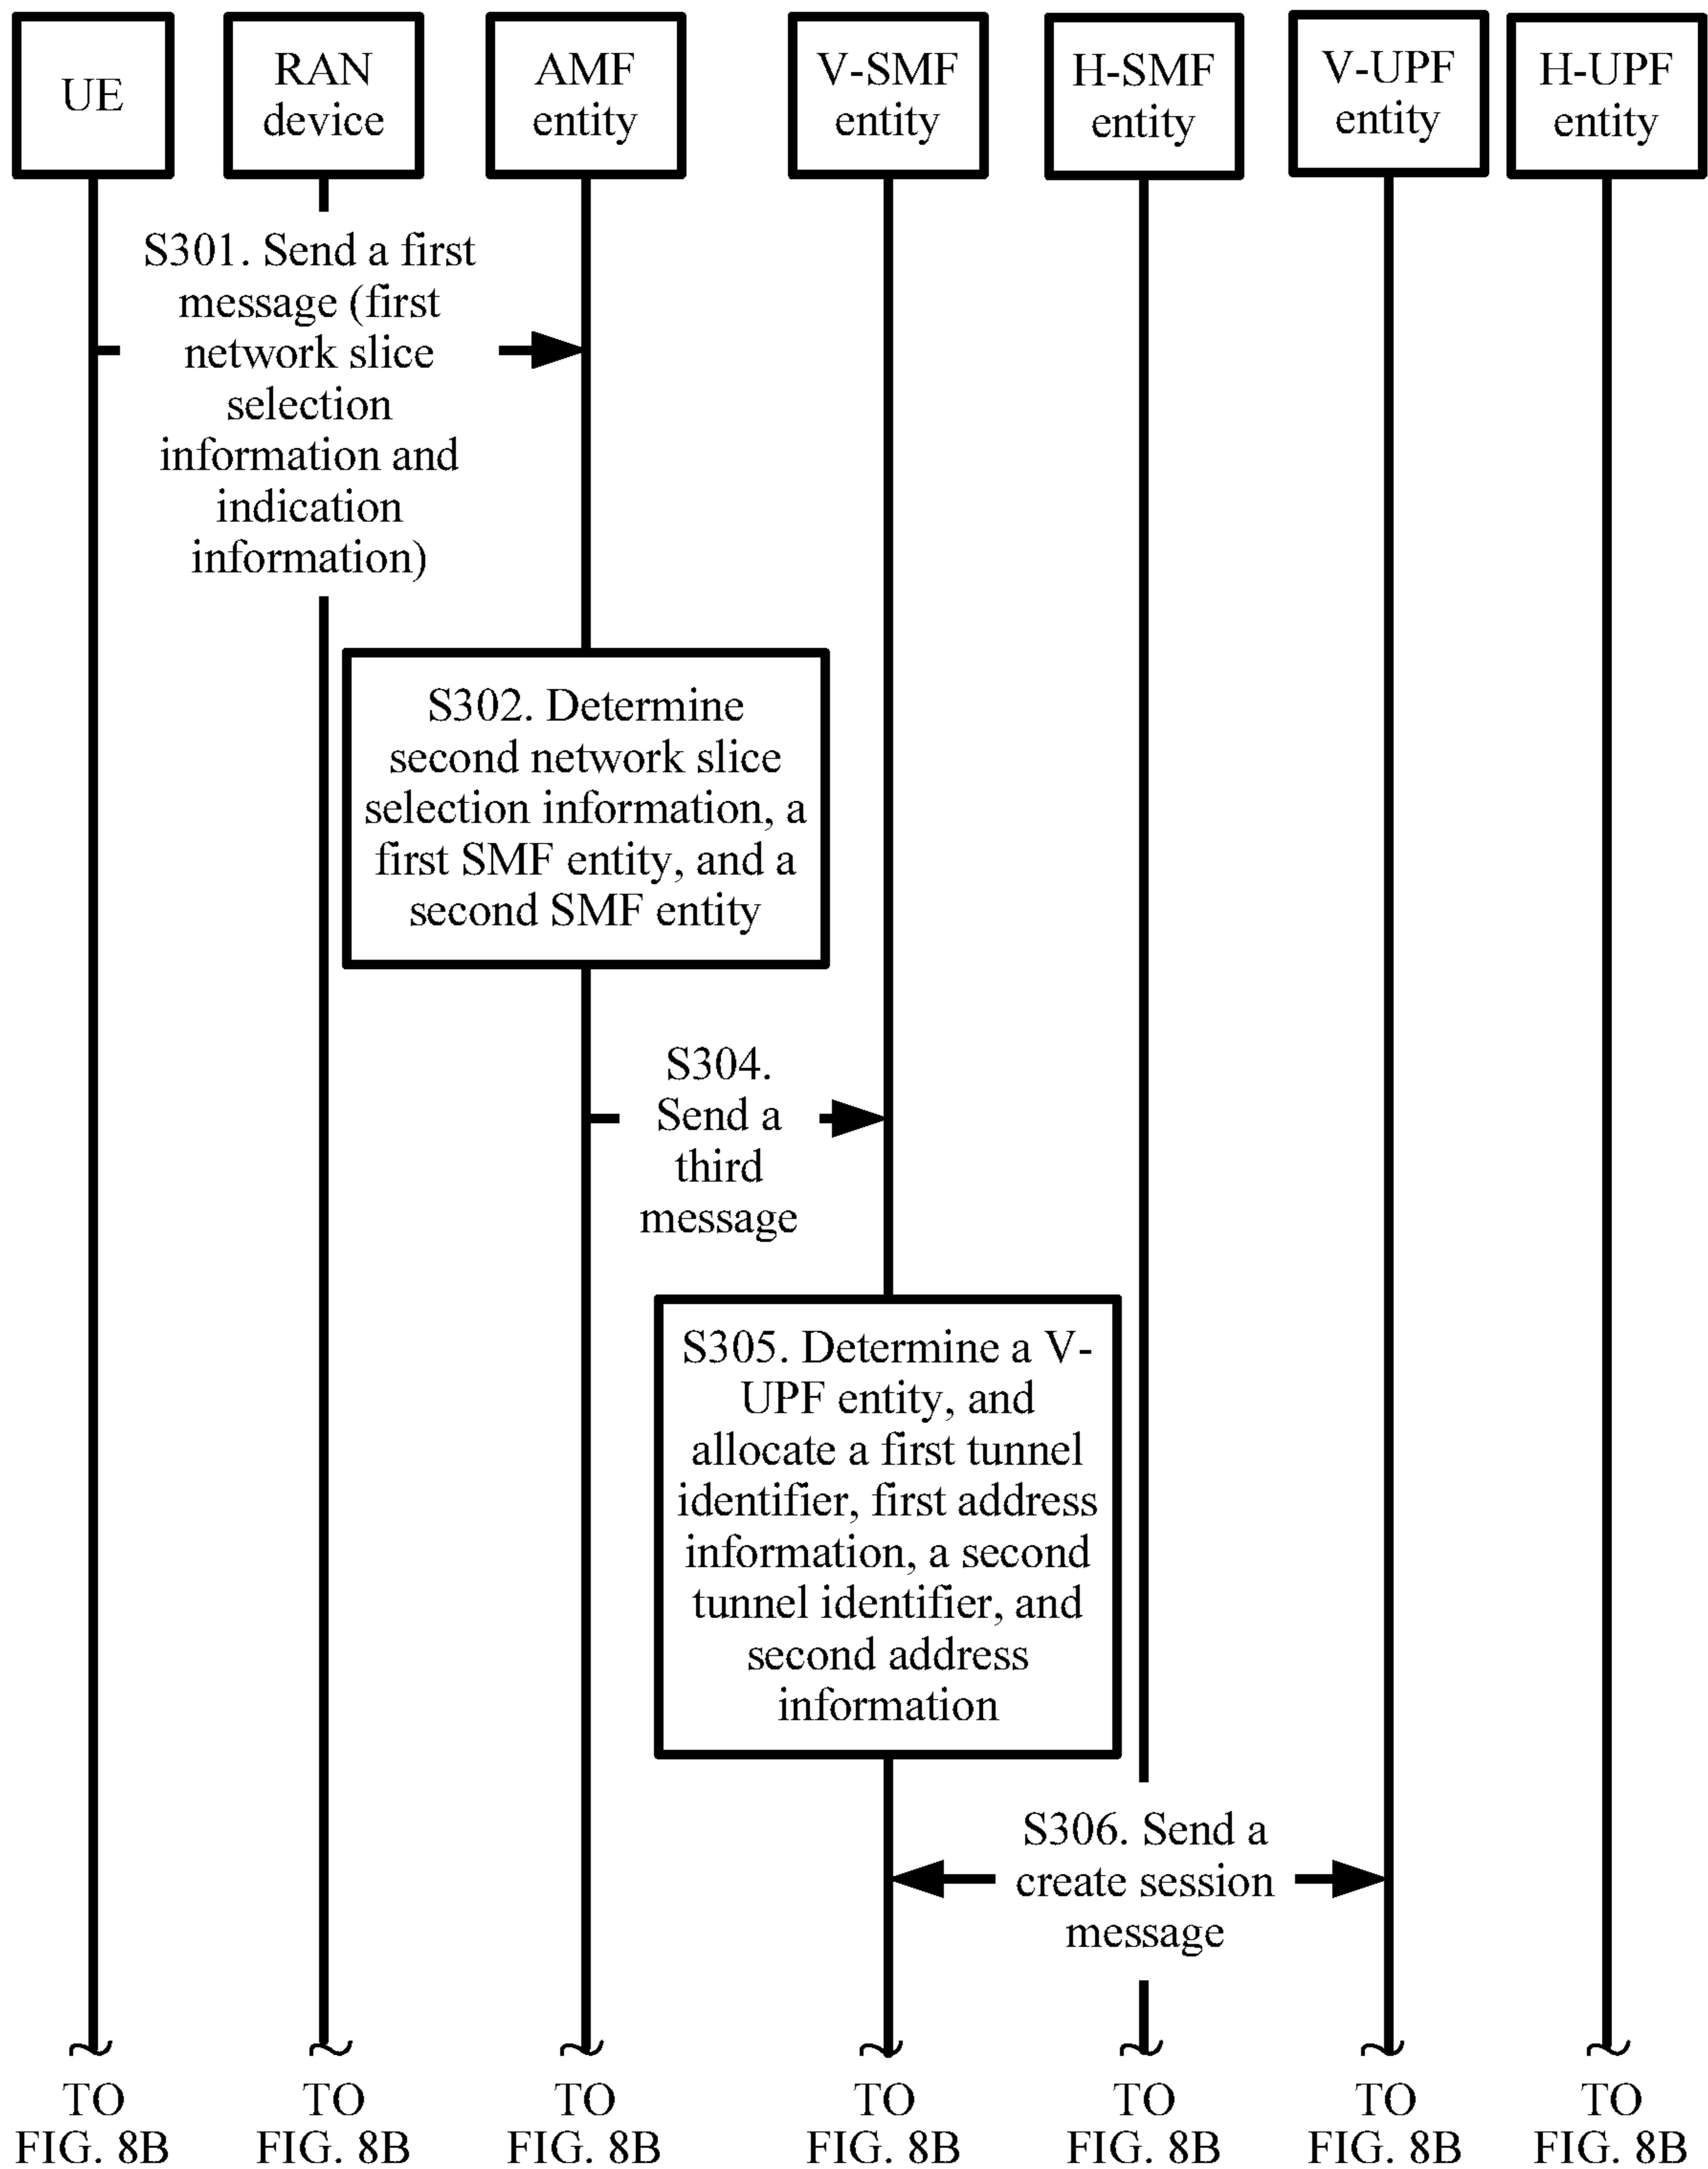 UE
RAN
device
AMF
entity
V-SMF
entity
H-SMF
entity
V-UPF
entity
H-UPF
entity
S301. Send a first
message (first
network slice
selection
information and
indication
information)
S302. Determine
second network slice
selection information, a
first SMF entity, and a
second SMF entity
S304.
Send a
third
message
S305. Determine a V-
UPF entity, and
allocate a first tunnel
identifier, first address
information, a second
tunnel identifier, and
second address
information
S306. Send a
create session
message
TO
FIG. 8B
TO
FIG. 8B
TO
FIG. 8B
TO
FIG. 8B
TO
FIG. 8B
TO
FIG. 8B
TO
FIG. 8B